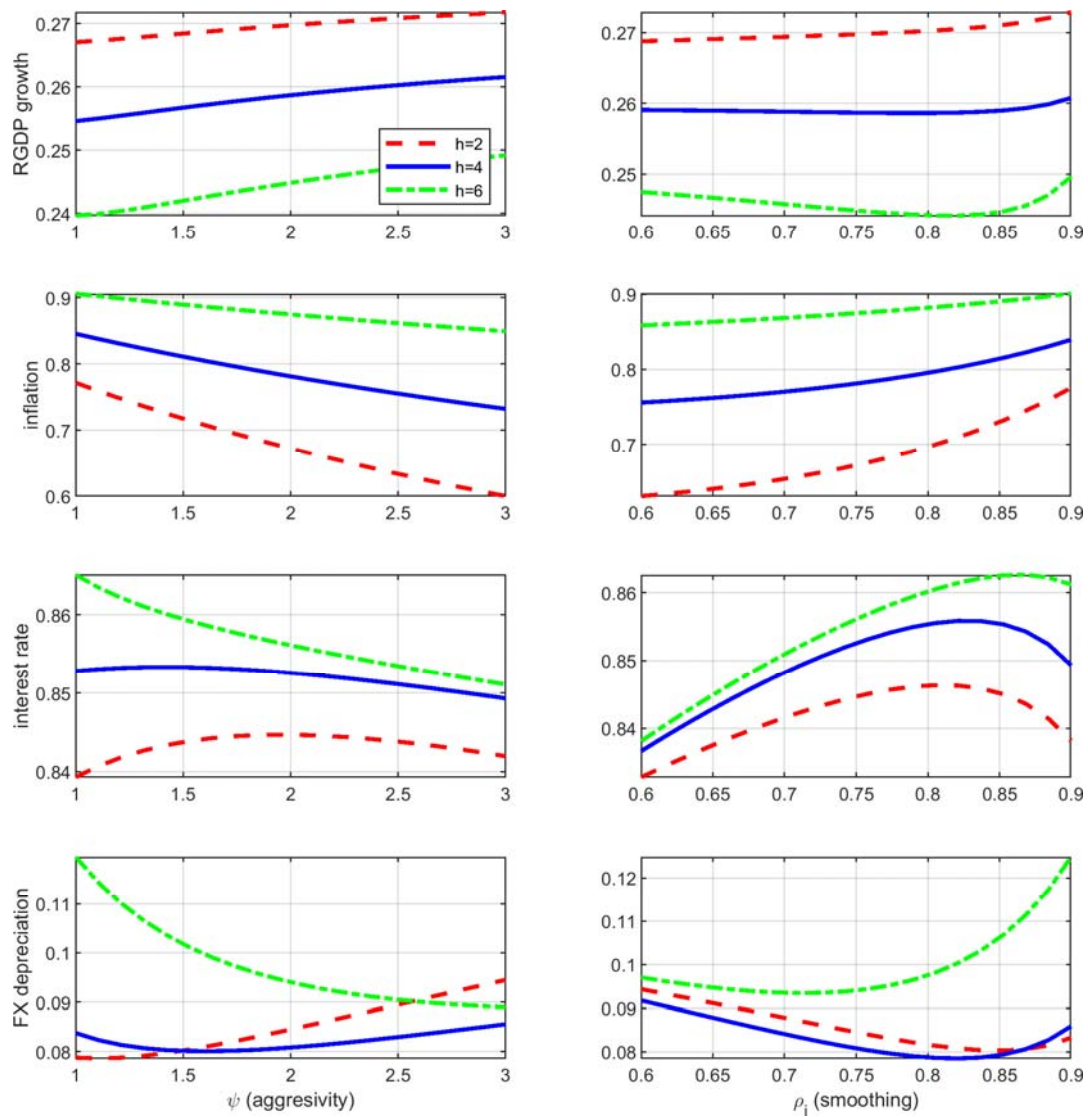 RGDP growth
0.27
0.26
0.25
0.24
1 1.5 2 2.5 3
h=2
h=4
h=6
0.27
0.26
0.25
0.6 0.65 0.7 0.75 0.8 0.85 0.9
inflation
0.9
0.8
0.7
0.6
1 1.5 2 2.5 3
0.9
0.8
0.7
0.6 0.65 0.7 0.75 0.8 0.85 0.9
interest rate
0.86
0.85
0.84
1 1.5 2 2.5 3
0.86
0.85
0.84
0.6 0.65 0.7 0.75 0.8 0.85 0.9
FX depreciation
0.11
0.1
0.09
0.08
1 1.5 2 2.5 3
ψ (aggresivity)
0.12
0.11
0.1
0.09
0.08
0.6 0.65 0.7 0.75 0.8 0.85 0.9
ρi (smoothing)